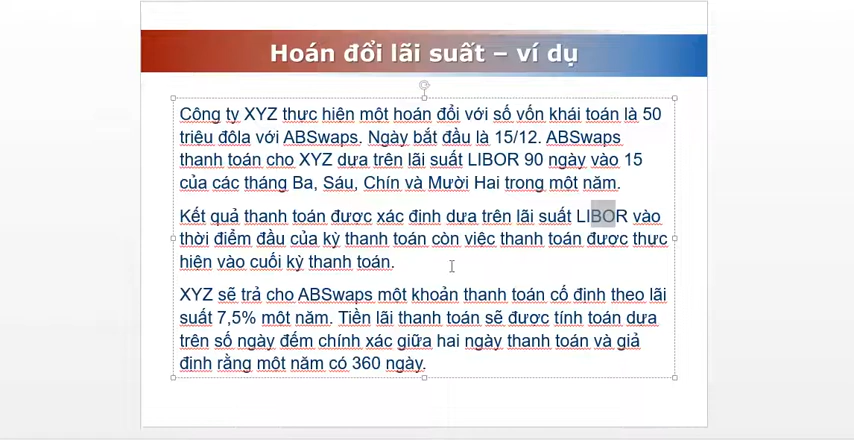 Hoán đổi lãi suất – ví dụ
Công ty XYZ thực hiện một hoán đổi với số vốn khái toán là 50
triệu đôla với ABSwaps. Ngày bắt đầu là 15/12. ABSwaps
thanh toán cho XYZ dựa trên lãi suất LIBOR 90 ngày vào 15
của các tháng Ba, Sáu, Chín và Mười Hai trong một năm.
Kết quả thanh toán được xác định dựa trên lãi suất LIBOR vào
thời điểm đầu của kỳ thanh toán còn việc thanh toán được thực
hiện vào cuối kỳ thanh toán.
XYZ sẽ trả cho ABSwaps một khoản thanh toán cố định theo lãi
suất 7,5% một năm. Tiền lãi thanh toán sẽ được tính toán dựa
trên số ngày đếm chính xác giữa hai ngày thanh toán và giả
định rằng một năm có 360 ngày.